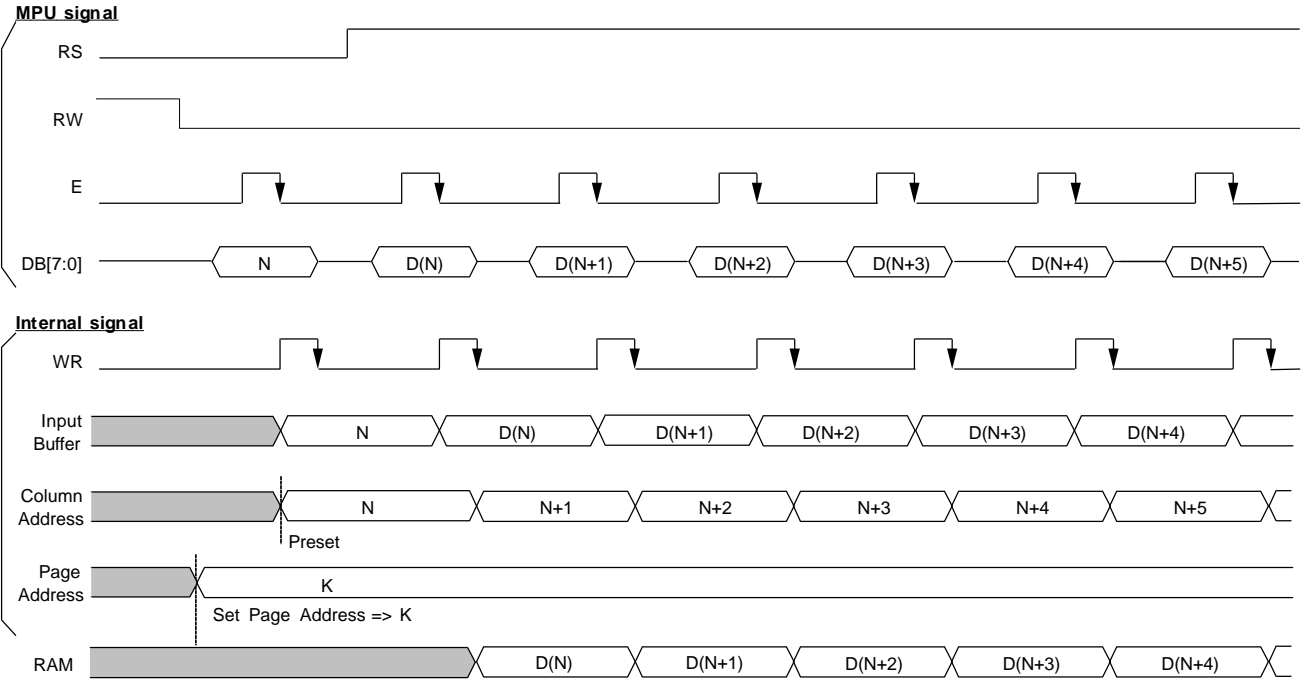 MPU signal
RS
RW
E
DB[7:0] N D(N) D(N+1) D(N+2) D(N+3) D(N+4) D(N+5)
Internal signal
WR
Input
Buffer
N D(N) D(N+1) D(N+2) D(N+3) D(N+4)
Column
Address
N N+1 N+2 N+3 N+4 N+5
Preset
Page
Address
K
Set Page Address => K
RAM D(N) D(N+1) D(N+2) D(N+3) D(N+4)